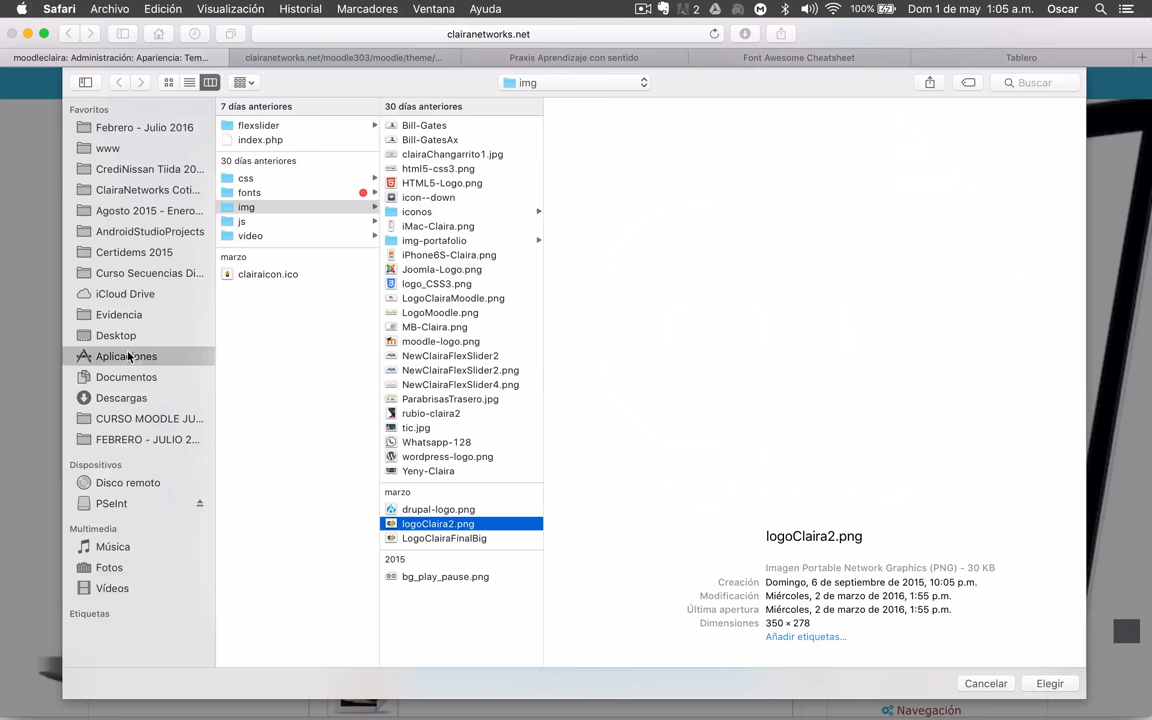 Safari Archivo Edición Visualización Historial Marcadores Ventana Ayuda 2 100% Dom 1 de may 1:05 a.m. Oscar
clairanetworks.net
moodleclaira: Administración: Apariencia: Tem... clairanetworks.net/moodle303/moodle/theme/... Praxis Aprendizaje con sentido Font Awesome Cheatsheet Tablero
img Buscar
Favoritos
Febrero - Julio 2016
www
CrediNissan Tiida 20...
ClairaNetworks Coti...
Agosto 2015 - Enero...
AndroidStudioProjects
Certidems 2015
Curso Secuencias Di...
iCloud Drive
Evidencia
Desktop
Aplicaciones
Documentos
Descargas
CURSO MOODLE JU...
FEBRERO - JULIO 2...
Dispositivos
Disco remoto
PSeInt
Multimedia
Música
Fotos
Vídeos
Etiquetas
7 días anteriores
flexslider
index.php
30 días anteriores
css
fonts
img
js
video
marzo
clairaicon.ico
30 días anteriores
Bill-Gates
Bill-GatesAx
clairaChangarrito1.jpg
html5-css3.png
HTML5-Logo.png
icon--down
iconos
iMac-Claira.png
img-portafolio
iPhone6S-Claira.png
Joomla-Logo.png
logo_CSS3.png
LogoClairaMoodle.png
LogoMoodle.png
MB-Claira.png
moodle-logo.png
NewClairaFlexSlider2
NewClairaFlexSlider2.png
NewClairaFlexSlider4.png
ParabrisasTrasero.jpg
rubio-claira2
tic.jpg
Whatsapp-128
wordpress-logo.png
Yeny-Claira
marzo
drupal-logo.png
logoClaira2.png
LogoClairaFinalBig
2015
bg_play_pause.png
logoClaira2.png
Imagen Portable Network Graphics (PNG) - 30 KB
Creación Domingo, 6 de septiembre de 2015, 10:05 p.m.
Modificación Miércoles, 2 de marzo de 2016, 1:55 p.m.
Última apertura Miércoles, 2 de marzo de 2016, 1:55 p.m.
Dimensiones 350 × 278
Añadir etiquetas...
Cancelar Elegir
Navegación